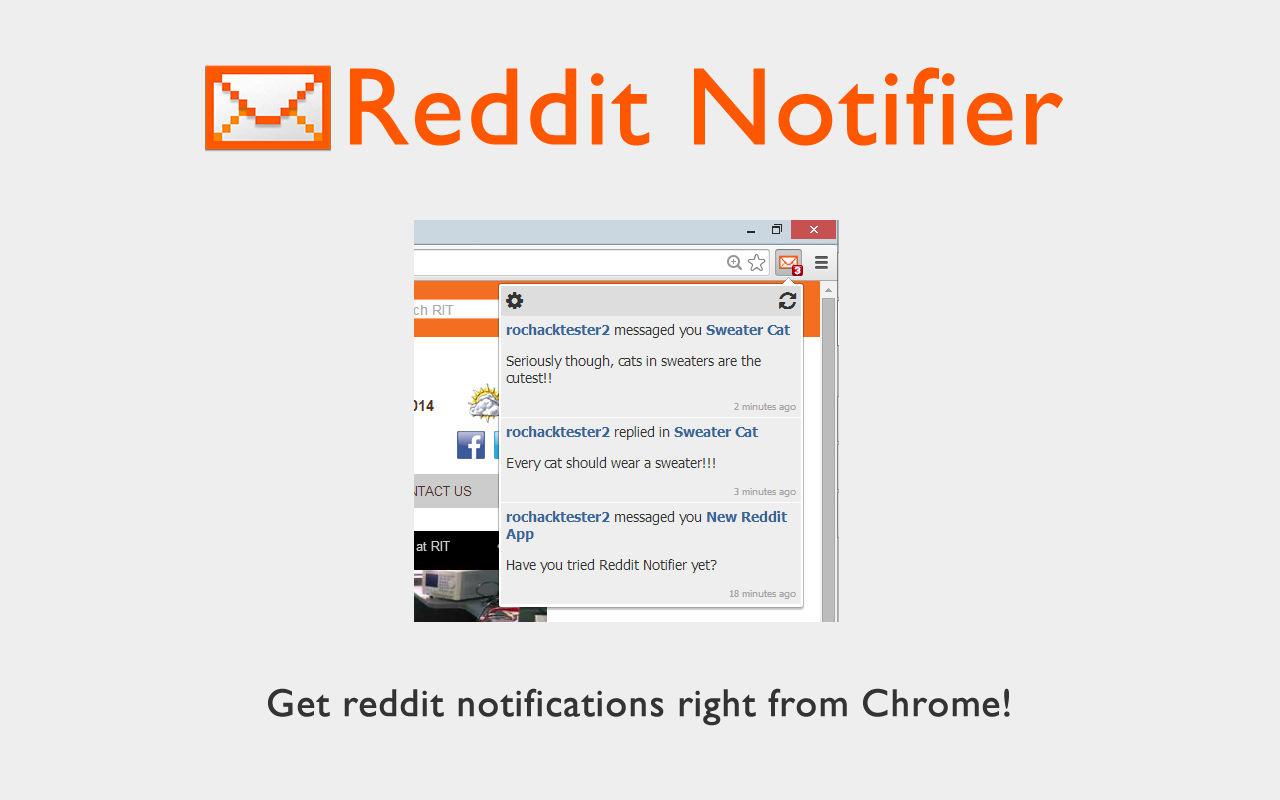 Reddit Notifier
3
ch RIT
rochacktester2 messaged you Sweater Cat
Seriously though, cats in sweaters are the
cutest!!
2 minutes ago
014
rochacktester2 replied in Sweater Cat
Every cat should wear a sweater!!!
3 minutes ago
NTACT US
rochacktester2 messaged you New Reddit
App
at RIT
Have you tried Reddit Notifier yet?
18 minutes ago
Get reddit notifications right from Chrome!